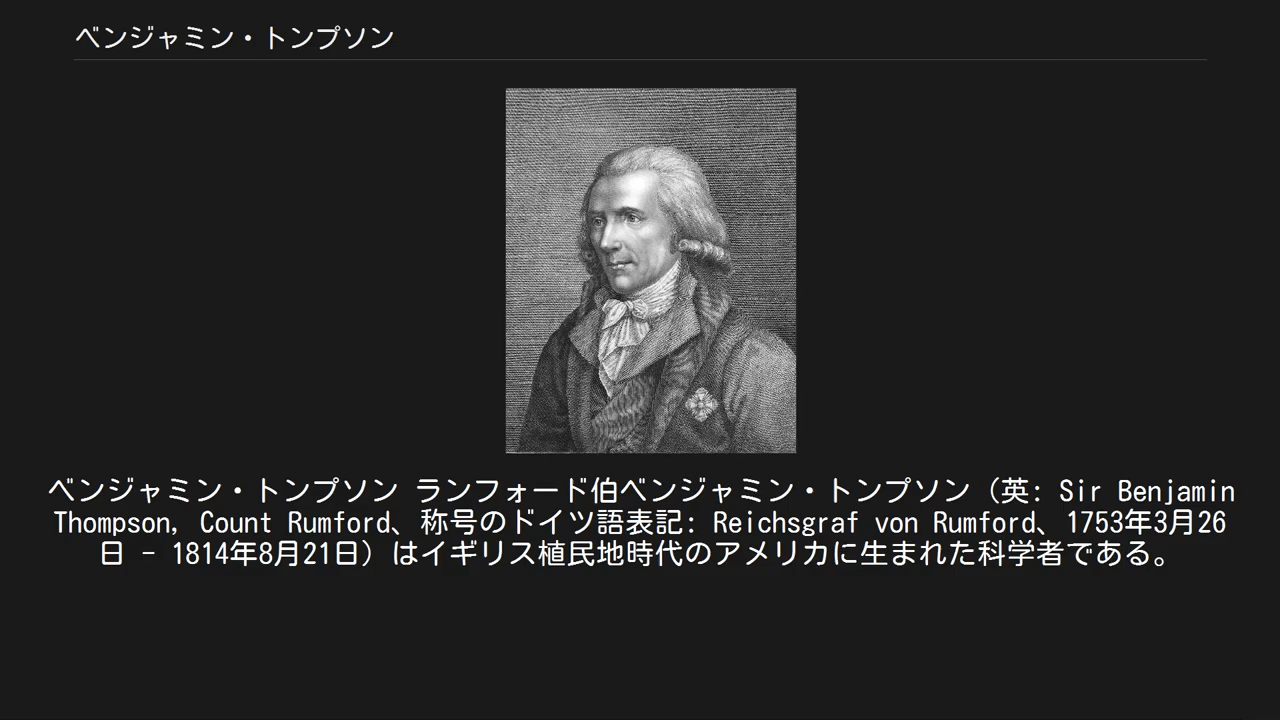 ベンジャミン・トンプソン
ベンジャミン・トンプソン ランフォード伯ベンジャミン・トンプソン（英: Sir Benjamin
Thompson, Count Rumford、称号のドイツ語表記: Reichsgraf von Rumford、1753年3月26
日 - 1814年8月21日）はイギリス植民地時代のアメリカに生まれた科学者である。